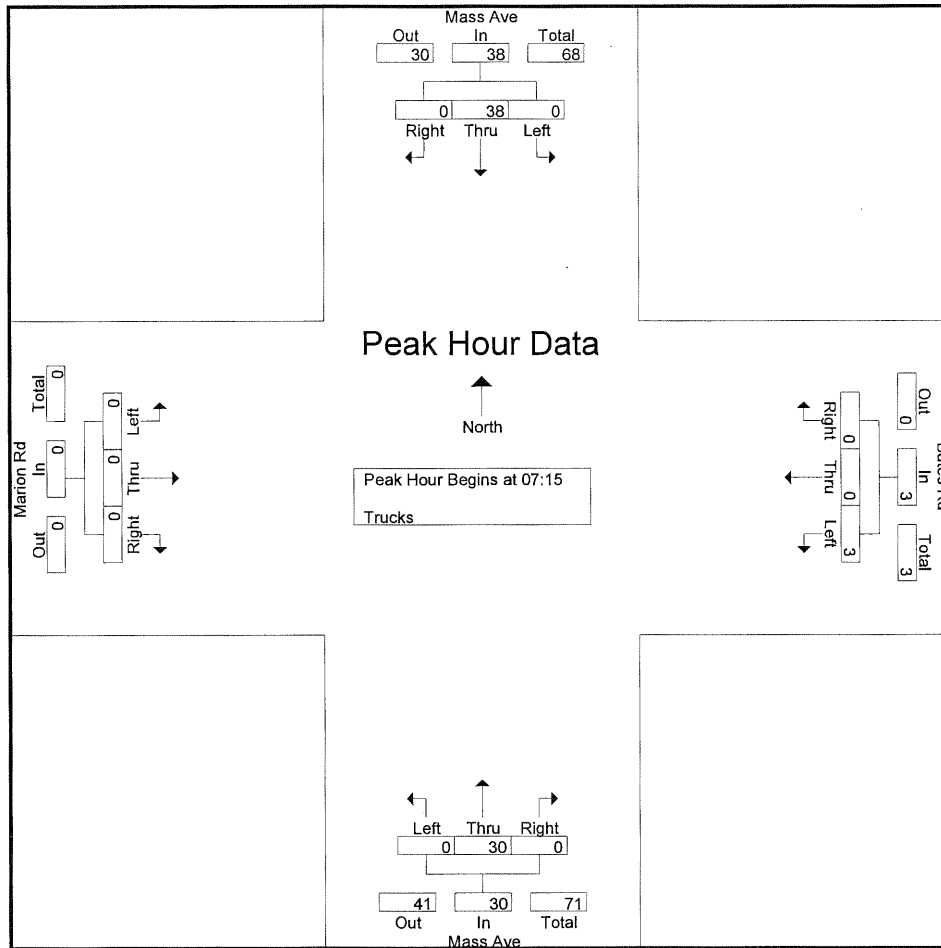 Mass Ave
Out In Total
30 38 68
0 38 0
Right Thru Left
Peak Hour Data
North
Peak Hour Begins at 07:15
Trucks
Marion Rd
Total In Out
0 0 0
0 0 0
Left Thru Right
Right Thru Left
0 0 3
Out In Total
0 3 3
Rd
Left Thru Right
0 30 0
41 30 71
Out In Total
Mass Ave